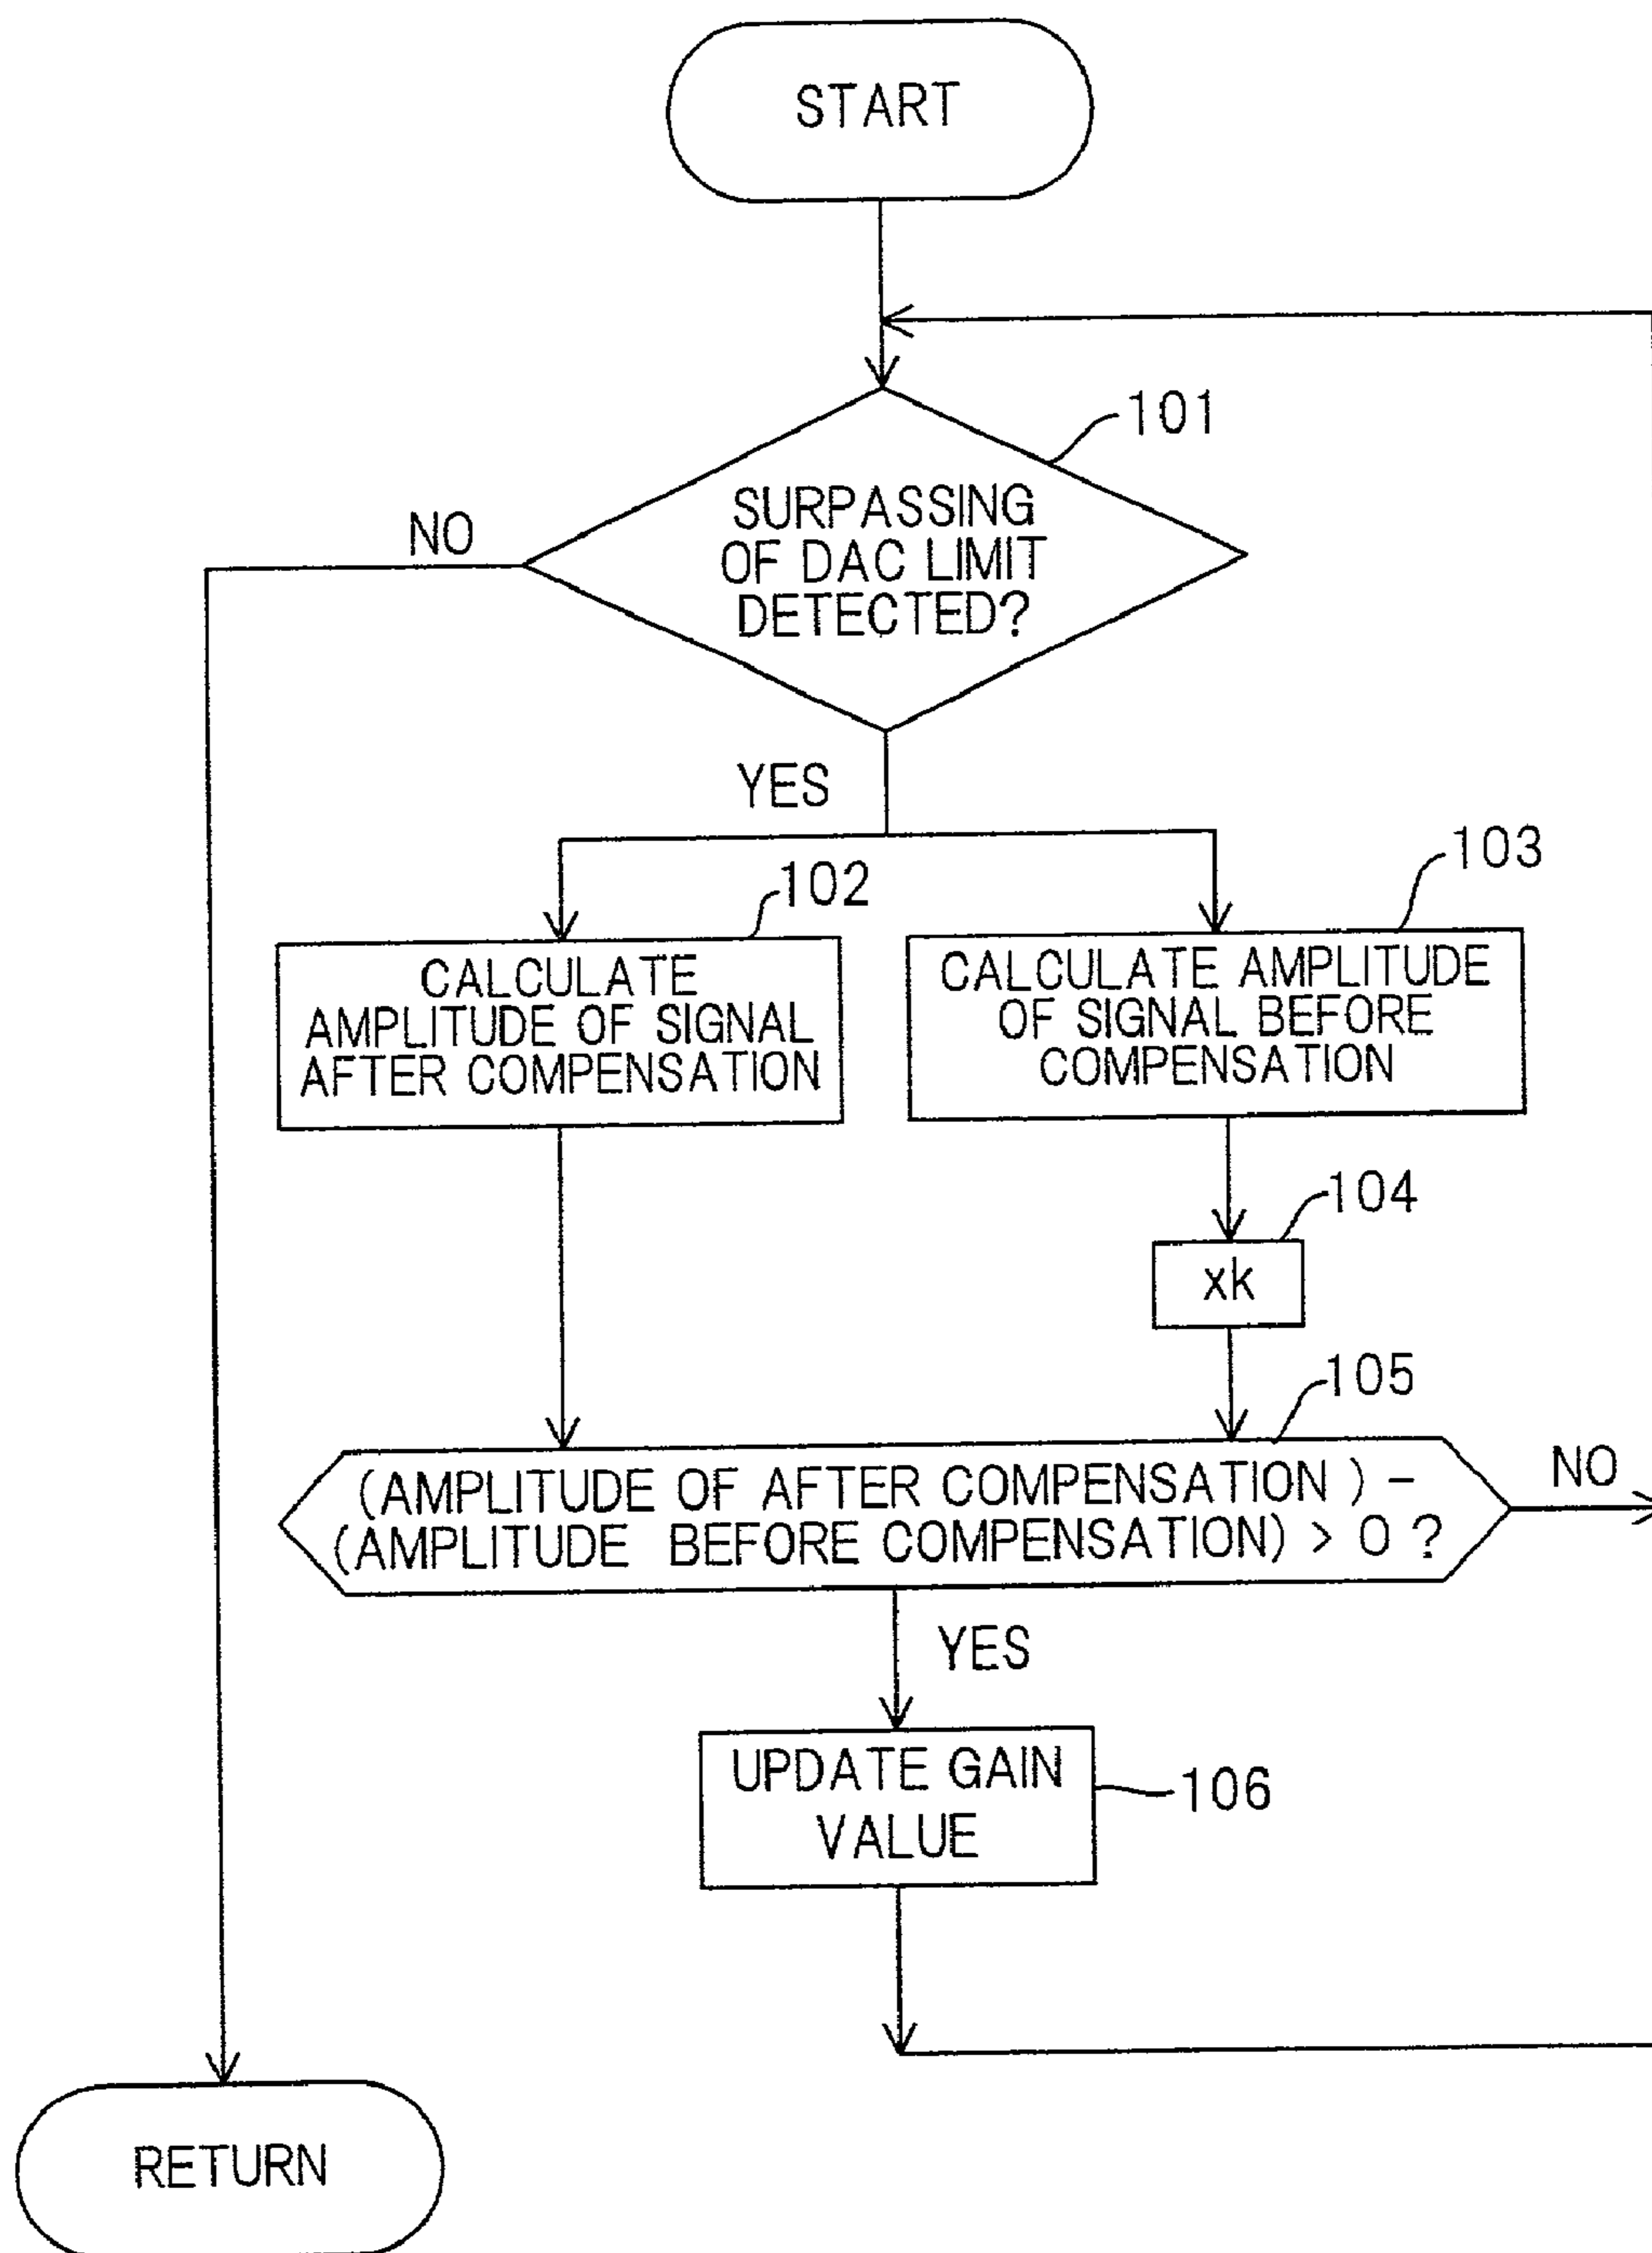 START
101
SURPASSING
OF DAC LIMIT
DETECTED?
NO
YES
102
103
CALCULATE
AMPLITUDE OF SIGNAL
AFTER COMPENSATION
CALCULATE AMPLITUDE
OF SIGNAL BEFORE
COMPENSATION
104
xk
105
(AMPLITUDE OF AFTER COMPENSATION ) –
(AMPLITUDE BEFORE COMPENSATION) > 0 ?
NO
YES
UPDATE GAIN
VALUE
106
RETURN